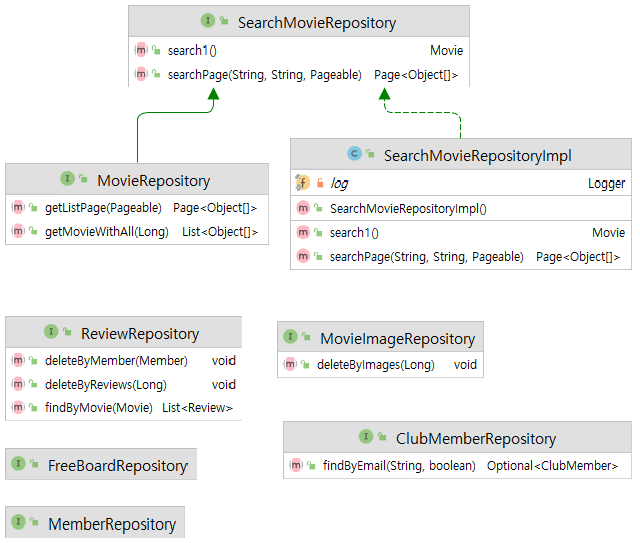 SearchMovieRepository
search1() Movie
searchPage(String, String, Pageable) Page<Object[]>
MovieRepository
getListPage(Pageable) Page<Object[]>
getMovieWithAll(Long) List<Object[]>
SearchMovieRepositoryImpl
log Logger
SearchMovieRepositoryImpl()
search1() Movie
searchPage(String, String, Pageable) Page<Object[]>
ReviewRepository
deleteByMember(Member) void
deleteByReviews(Long) void
findByMovie(Movie) List<Review>
MovieImageRepository
deleteByImages(Long) void
FreeBoardRepository
ClubMemberRepository
findByEmail(String, boolean) Optional<ClubMember>
MemberRepository